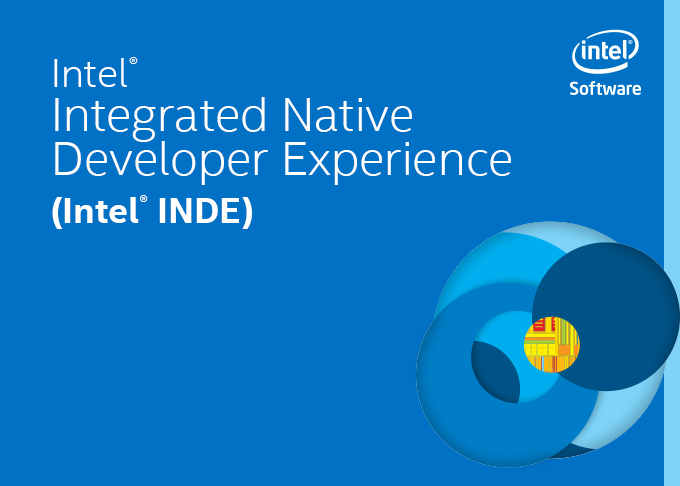 Intel®
Integrated Native
Developer Experience
(Intel® INDE)
intel®
Software